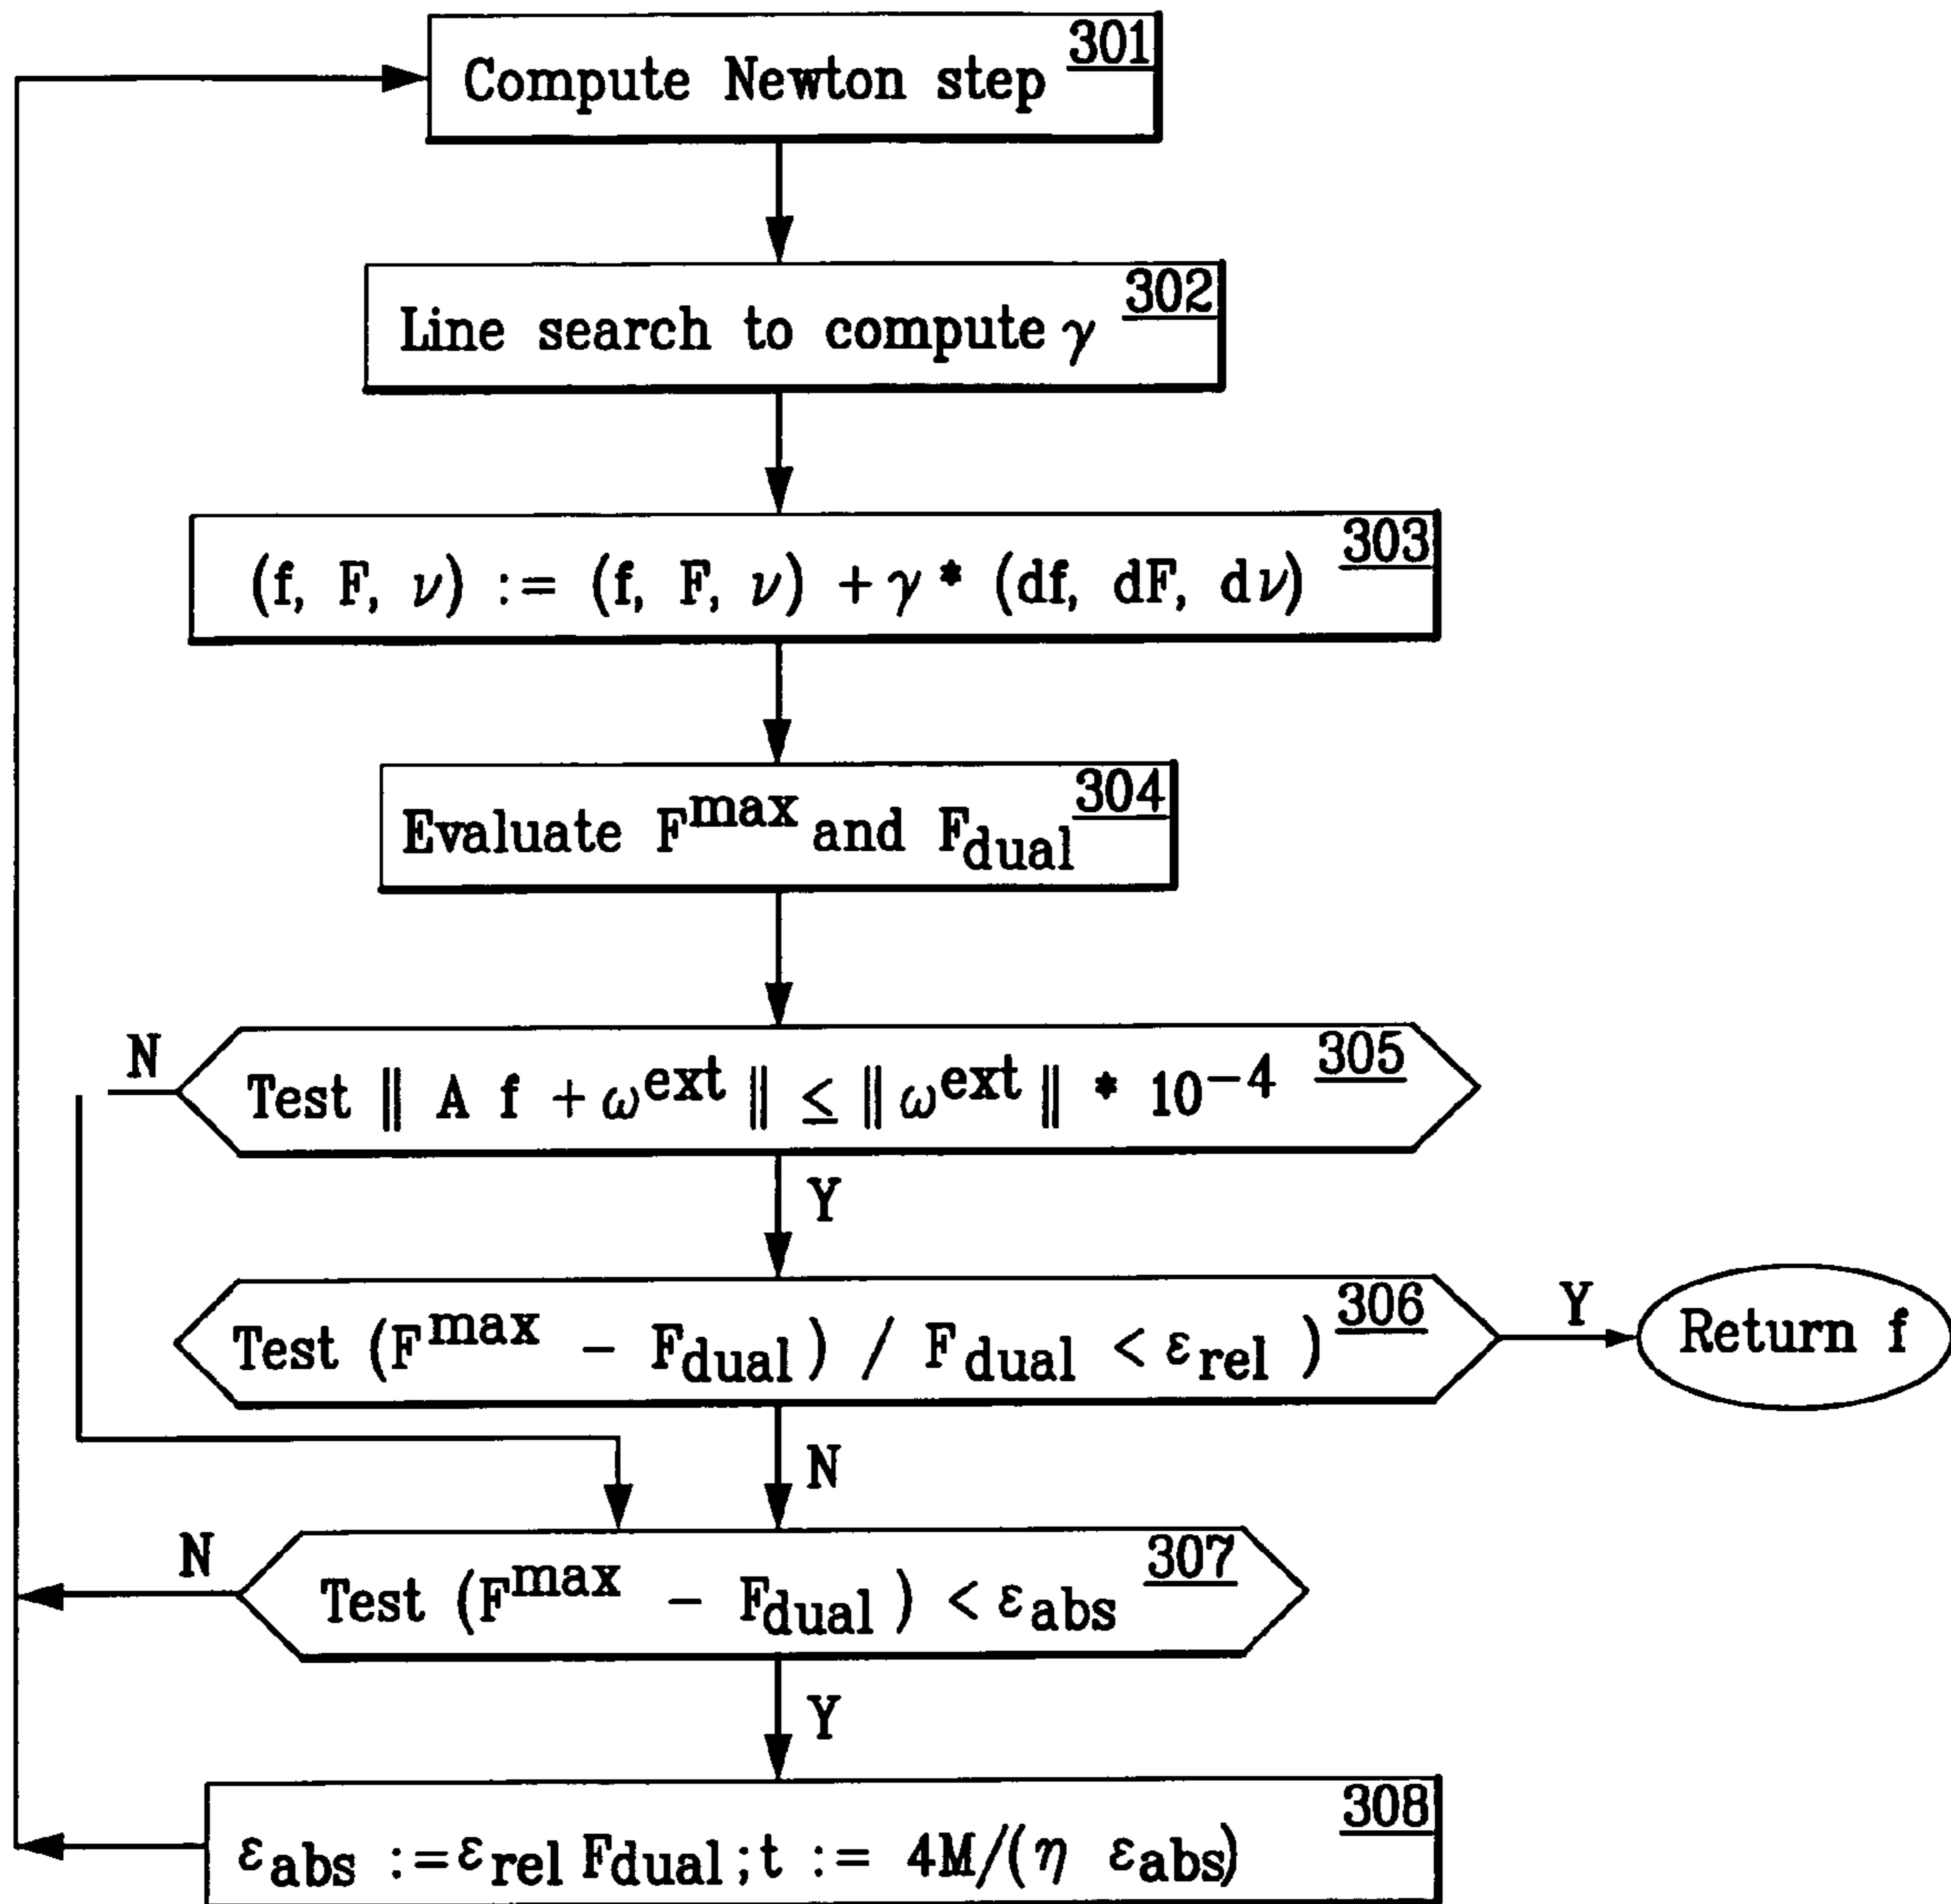 301
Compute Newton step
302
Line search to compute γ
303
(f, F, ν) := (f, F, ν) + γ * (df, dF, dν)
304
Evaluate F^max and F_dual
N
305
Test ‖ A f + ω^ext ‖ ≤ ‖ ω^ext ‖ * 10^−4
Y
306
Test (F^max − F_dual) / F_dual < ε_rel )
Y
Return f
N
N
307
Test (F^max − F_dual) < ε_abs
Y
308
ε_abs := ε_rel F_dual; t := 4M/(η ε_abs)